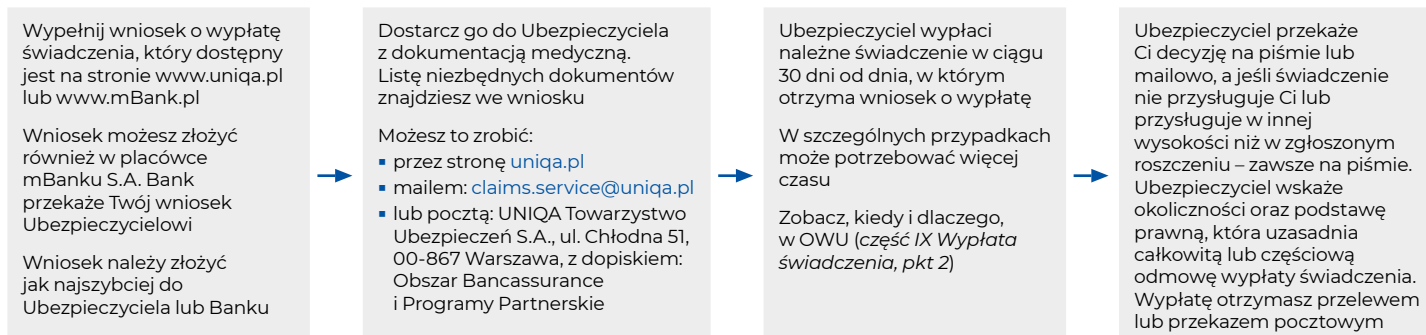 Wypełnij wniosek o wypłatę
świadczenia, który dostępny
jest na stronie www.uniqa.pl
lub www.mBank.pl
Wniosek możesz złożyć
również w placówce
mBanku S.A. Bank
przekaże Twój wniosek
Ubezpieczycielowi
Wniosek należy złożyć
jak najszybciej do
Ubezpieczyciela lub Banku
Dostarcz go do Ubezpieczyciela
z dokumentacją medyczną.
Listę niezbędnych dokumentów
znajdziesz we wniosku
Możesz to zrobić:
▪ przez stronę uniqa.pl
▪ mailem: claims.service@uniqa.pl
▪ lub pocztą: UNIQA Towarzystwo
Ubezpieczeń S.A., ul. Chłodna 51,
00-867 Warszawa, z dopiskiem:
Obszar Bancassurance
i Programy Partnerskie
Ubezpieczyciel wypłaci
należne świadczenie w ciągu
30 dni od dnia, w którym
otrzyma wniosek o wypłatę
W szczególnych przypadkach
może potrzebować więcej
czasu
Zobacz, kiedy i dlaczego,
w OWU (część IX Wypłata
świadczenia, pkt 2)
Ubezpieczyciel przekaże
Ci decyzję na piśmie lub
mailowo, a jeśli świadczenie
nie przysługuje Ci lub
przysługuje w innej
wysokości niż w zgłoszonym
roszczeniu – zawsze na piśmie.
Ubezpieczyciel wskaże
okoliczności oraz podstawę
prawną, która uzasadnia
całkowitą lub częściową
odmowę wypłaty świadczenia.
Wypłatę otrzymasz przelewem
lub przekazem pocztowym